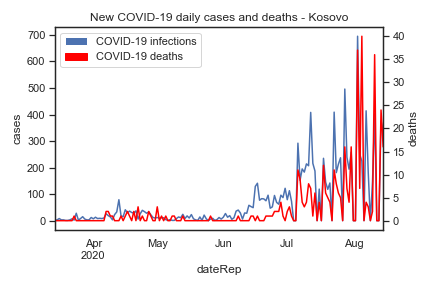 New COVID-19 daily cases and deaths - Kosovo
COVID-19 infections
COVID-19 deaths
700
600
500
400
300
200
100
0
cases
40
35
30
25
20
15
10
5
0
deaths
Apr
2020
May
Jun
Jul
Aug
dateRep